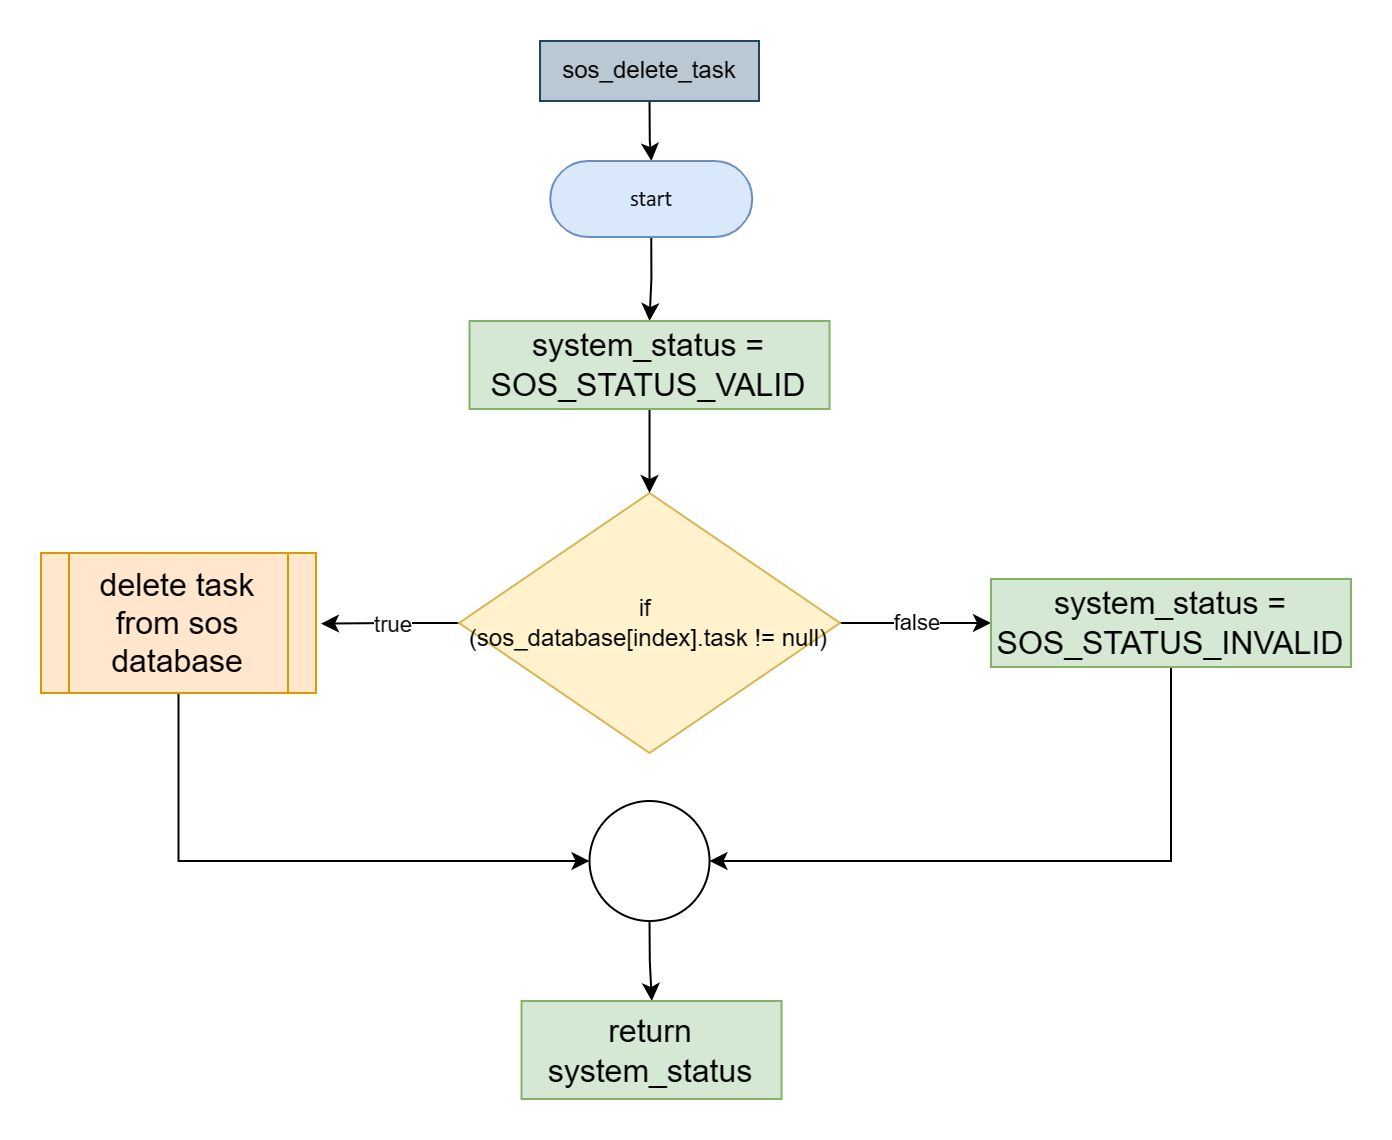 sos_delete_task
start
system_status =
SOS_STATUS_VALID
if
(sos_database[index].task != null)
true
false
delete task
from sos
database
system_status =
SOS_STATUS_INVALID
return
system_status